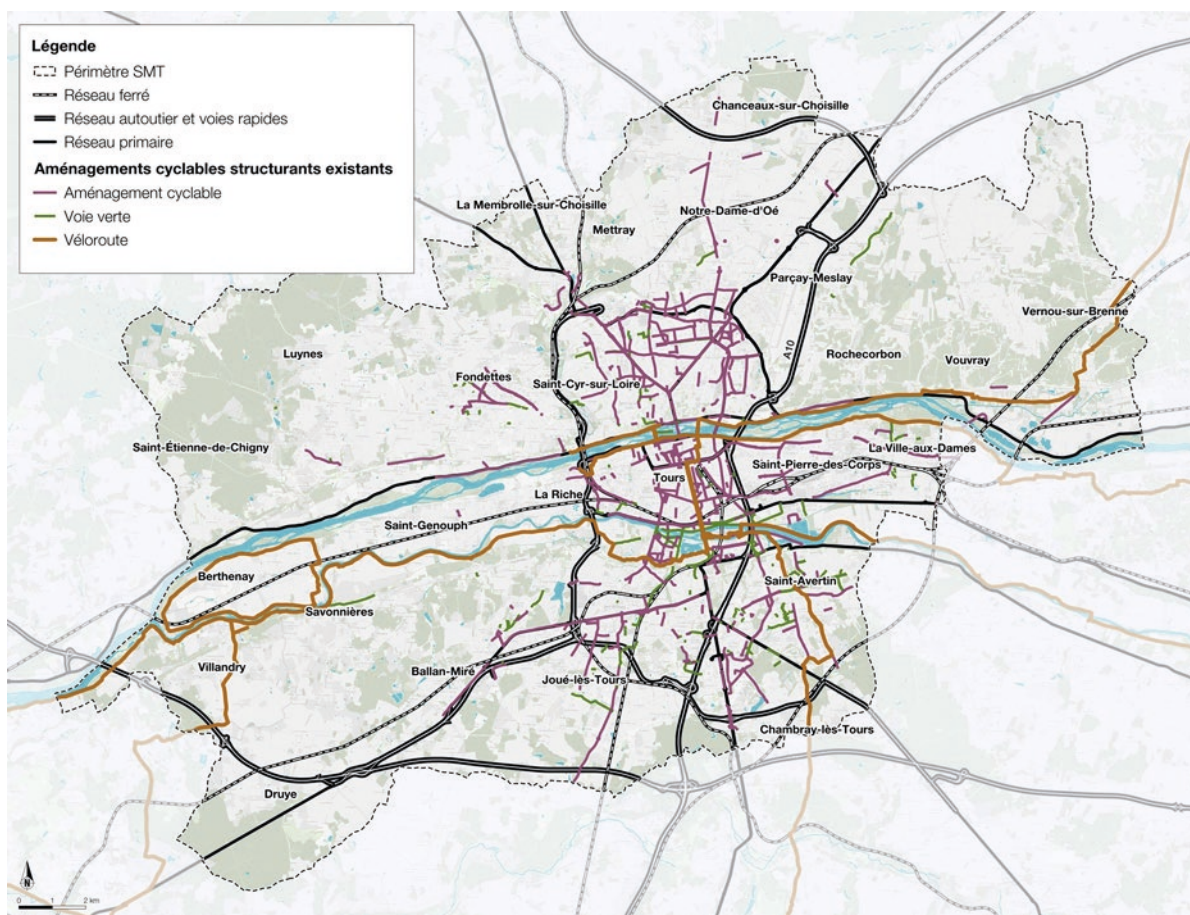 Légende
Périmètre SMT
Réseau ferré
Réseau autoutier et voies rapides
Réseau primaire
Aménagements cyclables structurants existants
Aménagement cyclable
Voie verte
Véloroute
Chanceaux-sur-Choisille
La Membrolle-sur-Choisille
Notre-Dame-d'Oé
Mettray
Parçay-Meslay
Vernou-sur-Brenne
A10
Luynes
Rochecorbon
Vouvray
Fondettes
Saint-Cyr-sur-Loire
Saint-Étienne-de-Chigny
La Ville-aux-Dames
Saint-Pierre-des-Corps
Tours
La Riche
Saint-Genouph
Berthenay
Saint-Avertin
Savonnières
Villandry
Ballan-Miré
Joué-lès-Tours
Chambray-lès-Tours
Druye
N
0 1 2 km